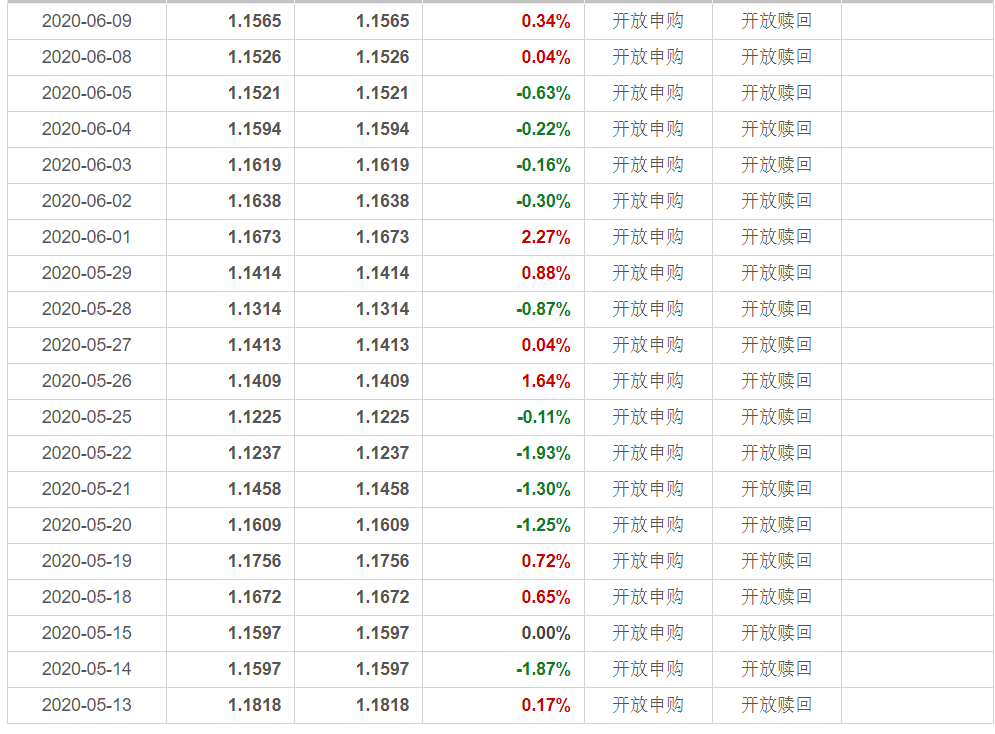 2020-06-09 1.1565 1.1565 0.34% 开放申购 开放赎回
2020-06-08 1.1526 1.1526 0.04% 开放申购 开放赎回
2020-06-05 1.1521 1.1521 -0.63% 开放申购 开放赎回
2020-06-04 1.1594 1.1594 -0.22% 开放申购 开放赎回
2020-06-03 1.1619 1.1619 -0.16% 开放申购 开放赎回
2020-06-02 1.1638 1.1638 -0.30% 开放申购 开放赎回
2020-06-01 1.1673 1.1673 2.27% 开放申购 开放赎回
2020-05-29 1.1414 1.1414 0.88% 开放申购 开放赎回
2020-05-28 1.1314 1.1314 -0.87% 开放申购 开放赎回
2020-05-27 1.1413 1.1413 0.04% 开放申购 开放赎回
2020-05-26 1.1409 1.1409 1.64% 开放申购 开放赎回
2020-05-25 1.1225 1.1225 -0.11% 开放申购 开放赎回
2020-05-22 1.1237 1.1237 -1.93% 开放申购 开放赎回
2020-05-21 1.1458 1.1458 -1.30% 开放申购 开放赎回
2020-05-20 1.1609 1.1609 -1.25% 开放申购 开放赎回
2020-05-19 1.1756 1.1756 0.72% 开放申购 开放赎回
2020-05-18 1.1672 1.1672 0.65% 开放申购 开放赎回
2020-05-15 1.1597 1.1597 0.00% 开放申购 开放赎回
2020-05-14 1.1597 1.1597 -1.87% 开放申购 开放赎回
2020-05-13 1.1818 1.1818 0.17% 开放申购 开放赎回